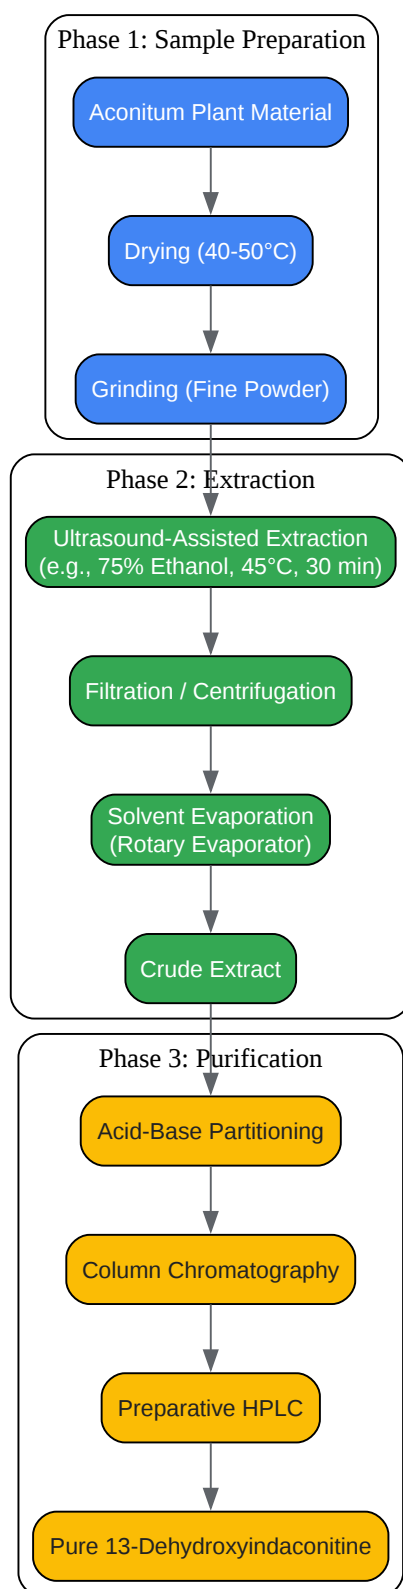 Phase 1: Sample Preparation
Aconitum Plant Material
Drying (40-50°C)
Grinding (Fine Powder)
Phase 2: Extraction
Ultrasound-Assisted Extraction
(e.g., 75% Ethanol, 45°C, 30 min)
Filtration / Centrifugation
Solvent Evaporation
(Rotary Evaporator)
Crude Extract
Phase 3: Purification
Acid-Base Partitioning
Column Chromatography
Preparative HPLC
Pure 13-Dehydroxyindaconitine